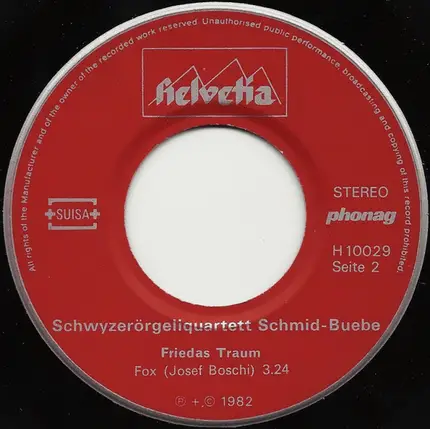 All rights of the Manufacturer and of the owner of the recorded work reserved. Unauthorised public performance, broadcasting and copying of this record prohibited.
helvetia
+SUISA+
STEREO
phonag
H 10029
Seite 2
Schwyzerörgeliquartett Schmid-Buebe
Friedas Traum
Fox (Josef Boschi) 3.24
℗ + © 1982